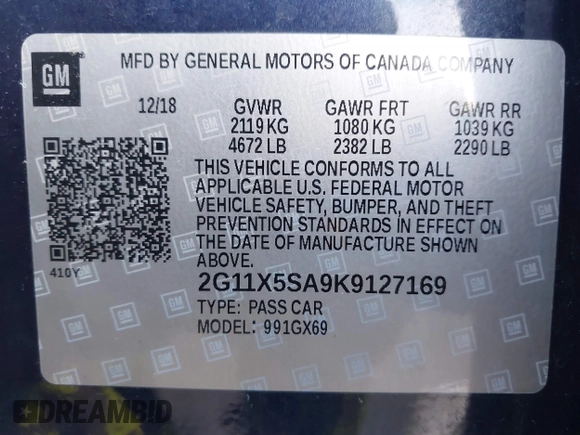 GM
MFD BY GENERAL MOTORS OF CANADA COMPANY
12/18 GVWR GAWR FRT GAWR RR
2119 KG 1080 KG 1039 KG
4672 LB 2382 LB 2290 LB
THIS VEHICLE CONFORMS TO ALL
APPLICABLE U.S. FEDERAL MOTOR
VEHICLE SAFETY, BUMPER, AND THEFT
PREVENTION STANDARDS IN EFFECT ON
THE DATE OF MANUFACTURE SHOWN
ABOVE.
410Y
2G11X5SA9K9127169
TYPE: PASS CAR
MODEL: 991GX69
DREAMBID